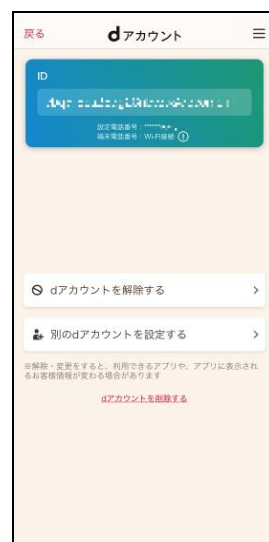 戻る
dアカウント
ID
設定電話番号：
端末電話番号：Wi-Fi接続
dアカウントを解除する
別のdアカウントを設定する
※解除・変更をすると、利用できるアプリや、アプリに表示され
るお客様情報が変わる場合があります
dアカウントを削除する